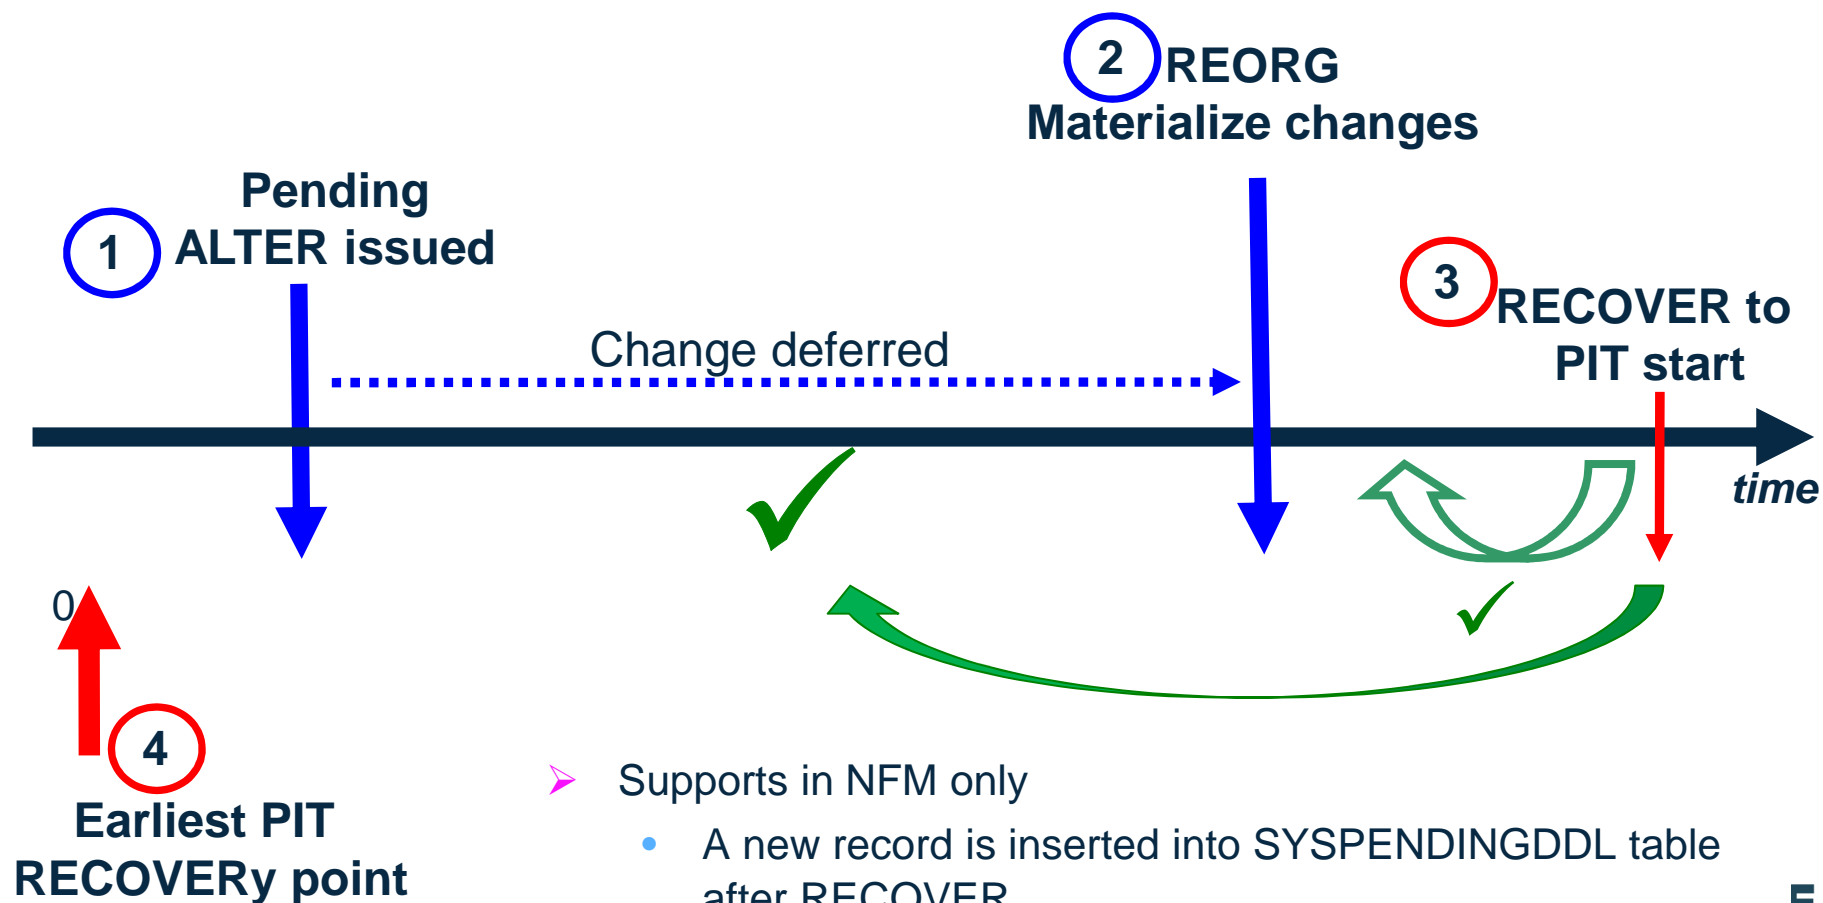 2 REORG
Materialize changes
Pending
1 ALTER issued
3 RECOVER to
PIT start
Change deferred
time
0
4
Earliest PIT
RECOVERy point
Supports in NFM only
A new record is inserted into SYSPENDINGDDL table
after RECOVER